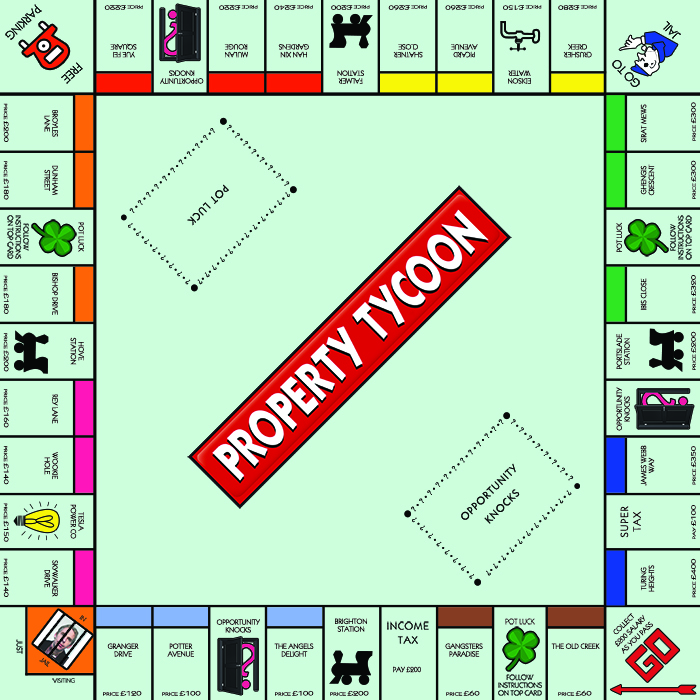 FREE
PARKING
YUE FEI
SQUARE
PRICE £220
OPPORTUNITY
KNOCKS
MULAN
ROUGE
PRICE £220
HAN XIN
GARDENS
PRICE £240
FALMER
STATION
PRICE £200
SHATNER
CLOSE
PRICE £260
PICARD
AVENUE
PRICE £260
EDISON
WATER
PRICE £150
CRUSHER
CREEK
PRICE £280
GO TO
JAIL
SIRAT MEWS
PRICE £300
GHENGIS
CRESCENT
PRICE £300
POT LUCK
FOLLOW
INSTRUCTIONS
ON TOP CARD
IBIS CLOSE
PRICE £320
PORTSLADE
STATION
PRICE £200
OPPORTUNITY
KNOCKS
JAMES WEBB
WAY
PRICE £350
SUPER
TAX
PAY £100
TURING
HEIGHTS
PRICE £400
COLLECT
£200 SALARY
AS YOU PASS
GO
THE OLD CREEK
PRICE £60
POT LUCK
FOLLOW
INSTRUCTIONS
ON TOP CARD
GANGSTERS
PARADISE
PRICE £60
INCOME
TAX
PAY £200
BRIGHTON
STATION
PRICE £200
THE ANGELS
DELIGHT
PRICE £100
OPPORTUNITY
KNOCKS
POTTER
AVENUE
PRICE £100
GRANGER
DRIVE
PRICE £120
IN
JAIL
JUST
VISITING
SKYWALKER
DRIVE
PRICE £140
TESLA
POWER CO
PRICE £150
WOOKIE
HOLE
PRICE £140
REY LANE
PRICE £160
HOVE
STATION
PRICE £200
BISHOP DRIVE
PRICE £180
POT LUCK
FOLLOW
INSTRUCTIONS
ON TOP CARD
DUNHAM
STREET
PRICE £180
BROYLES
LANE
PRICE £200
POT LUCK
PROPERTY TYCOON
OPPORTUNITY
KNOCKS